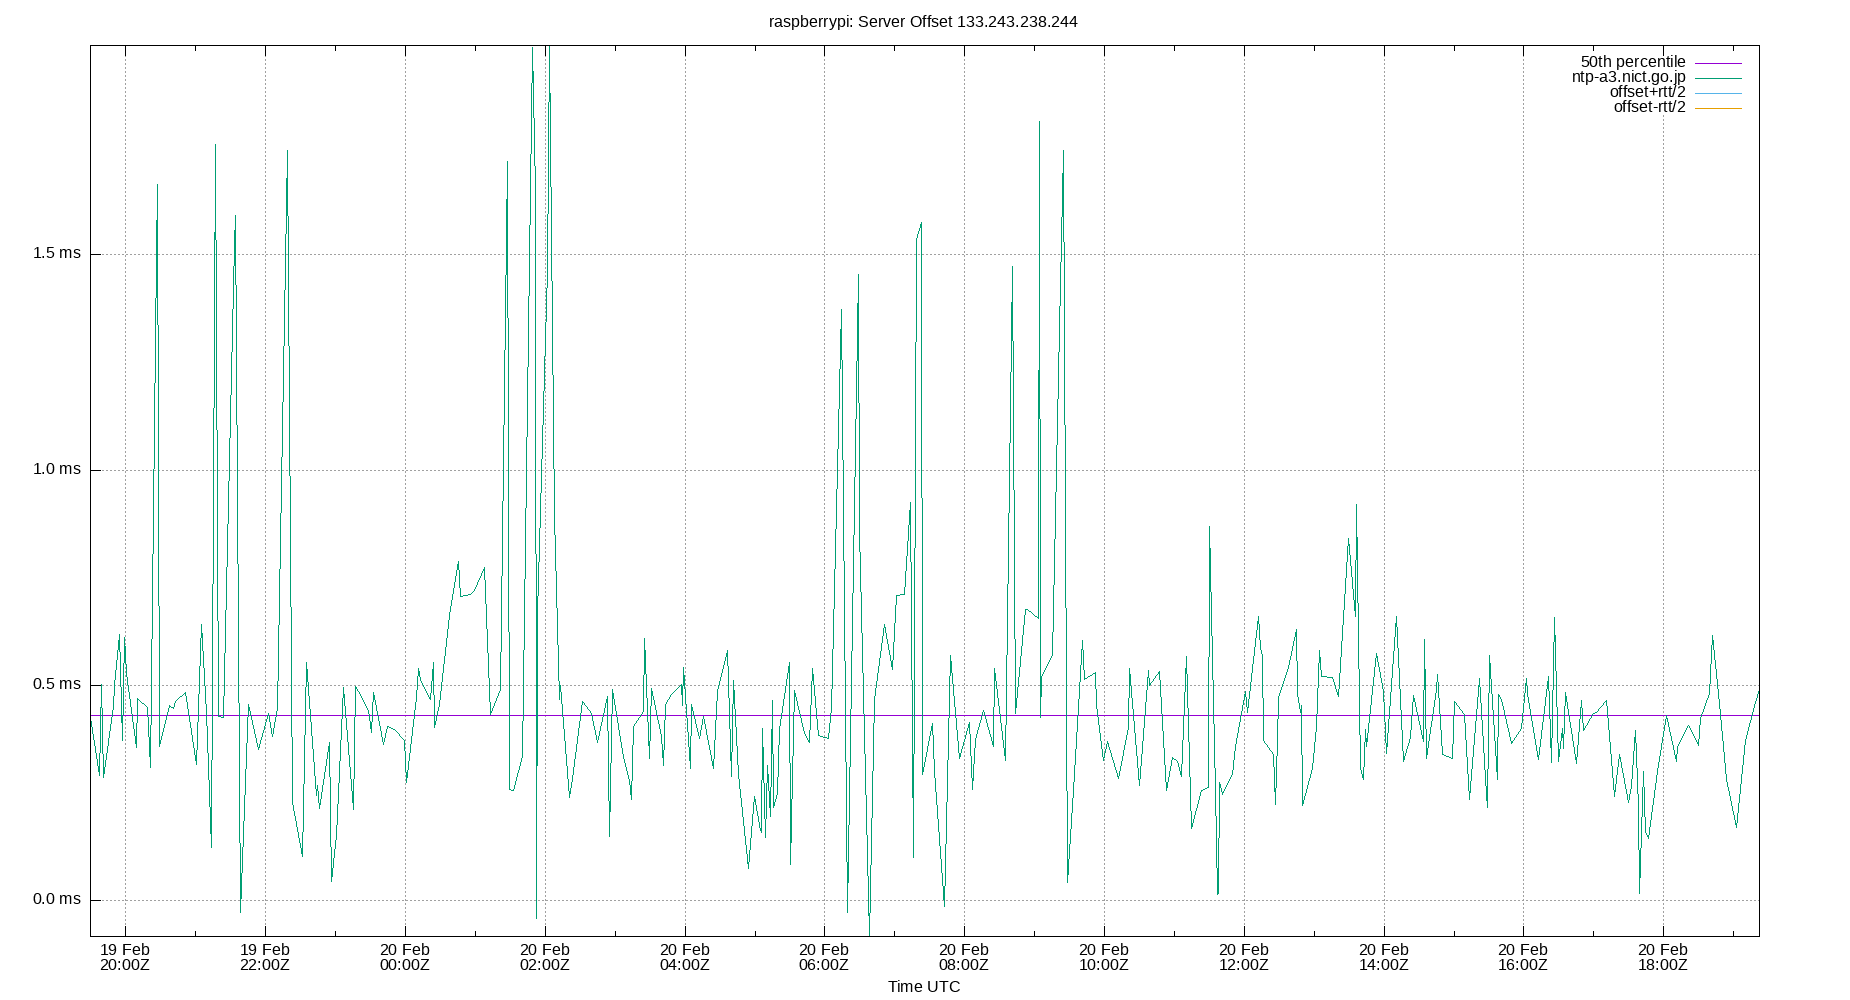 raspberrypi: Server Offset 133.243.238.244
50th percentile
ntp-a3.nict.go.jp
offset+rtt/2
offset-rtt/2
1.5 ms
1.0 ms
0.5 ms
0.0 ms
19 Feb 19 Feb 20 Feb 20 Feb 20 Feb 20 Feb 20 Feb 20 Feb 20 Feb 20 Feb 20 Feb 20 Feb
20:00Z 22:00Z 00:00Z 02:00Z 04:00Z 06:00Z 08:00Z 10:00Z 12:00Z 14:00Z 16:00Z 18:00Z
Time UTC